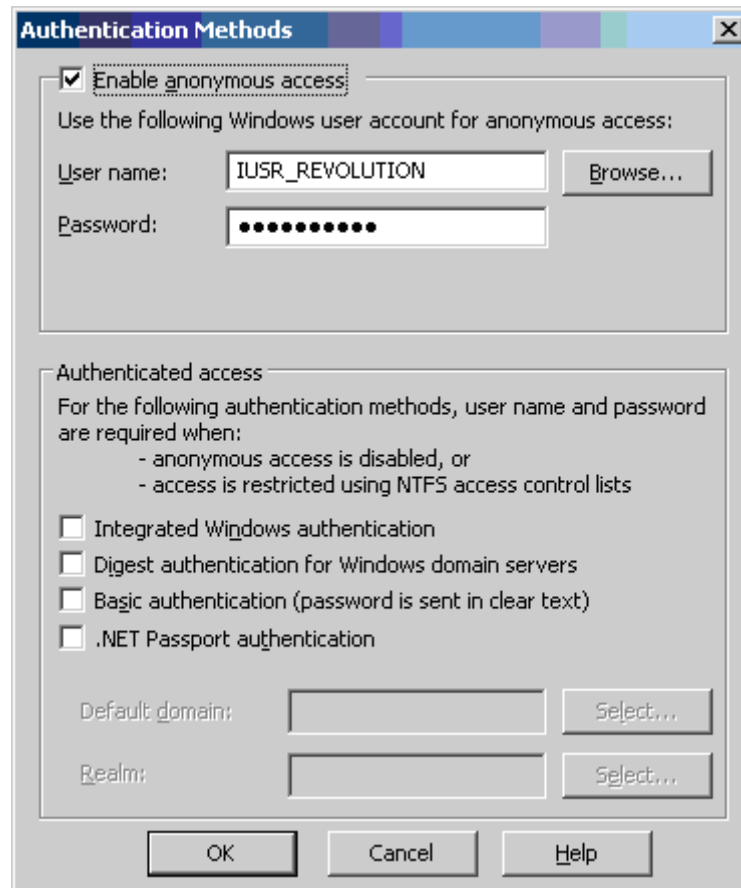 Authentication Methods
Enable anonymous access
Use the following Windows user account for anonymous access:
User name:
IUSR_REVOLUTION
Browse...
Password:
●●●●●●●●●●
Authenticated access
For the following authentication methods, user name and password
are required when:
- anonymous access is disabled, or
- access is restricted using NTFS access control lists
Integrated Windows authentication
Digest authentication for Windows domain servers
Basic authentication (password is sent in clear text)
.NET Passport authentication
Default domain:
Select...
Realm:
Select...
OK
Cancel
Help